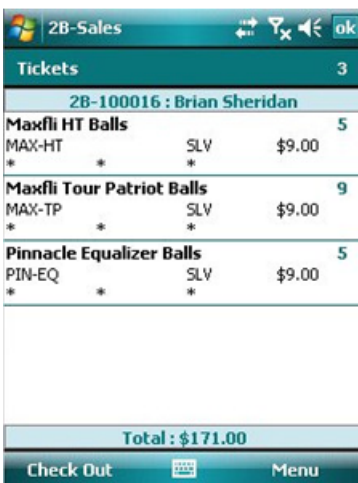 2B-Sales ok
Tickets 3
2B-100016 : Brian Sheridan
Maxfli HT Balls 5
MAX-HT SLV $9.00
* * *
Maxfli Tour Patriot Balls 9
MAX-TP SLV $9.00
* * *
Pinnacle Equalizer Balls 5
PIN-EQ SLV $9.00
* * *
Total : $171.00
Check Out Menu